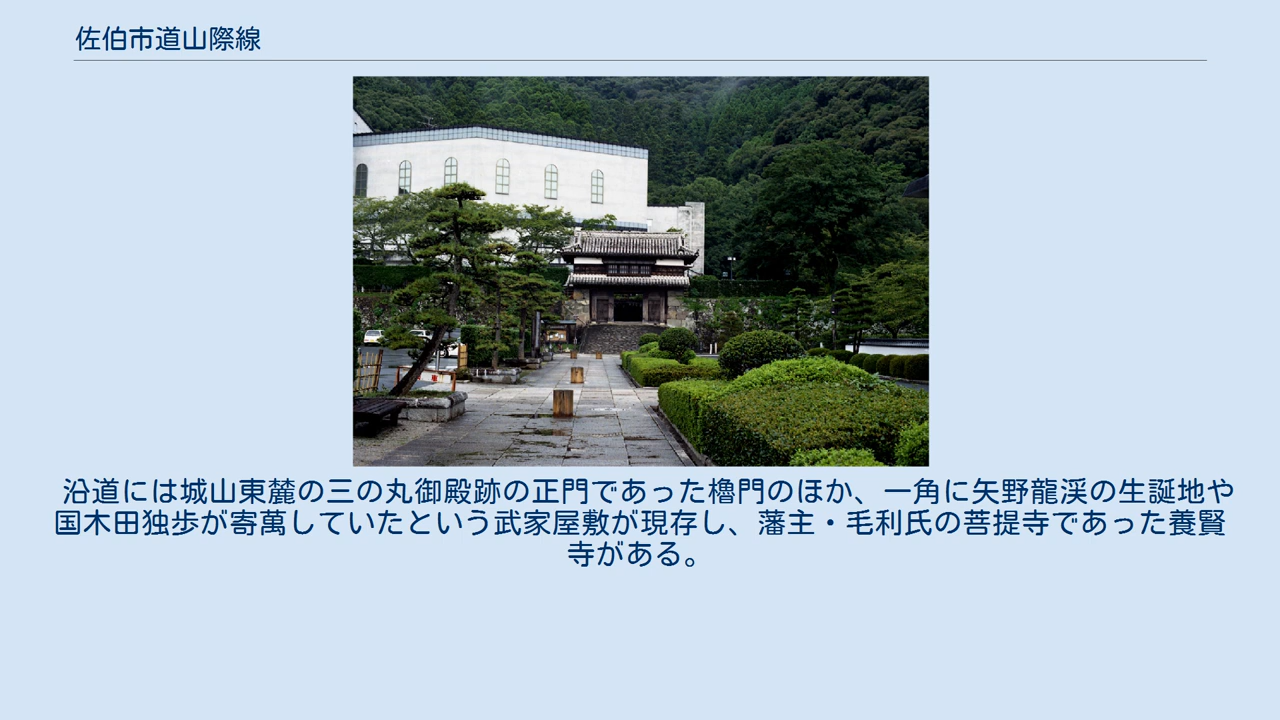 佐伯市道山際線
沿道には城山東麓の三の丸御殿跡の正門であった櫓門のほか、一角に矢野龍渓の生誕地や
国木田独歩が寄萬していたという武家屋敷が現存し、藩主・毛利氏の菩提寺であった養賢
寺がある。